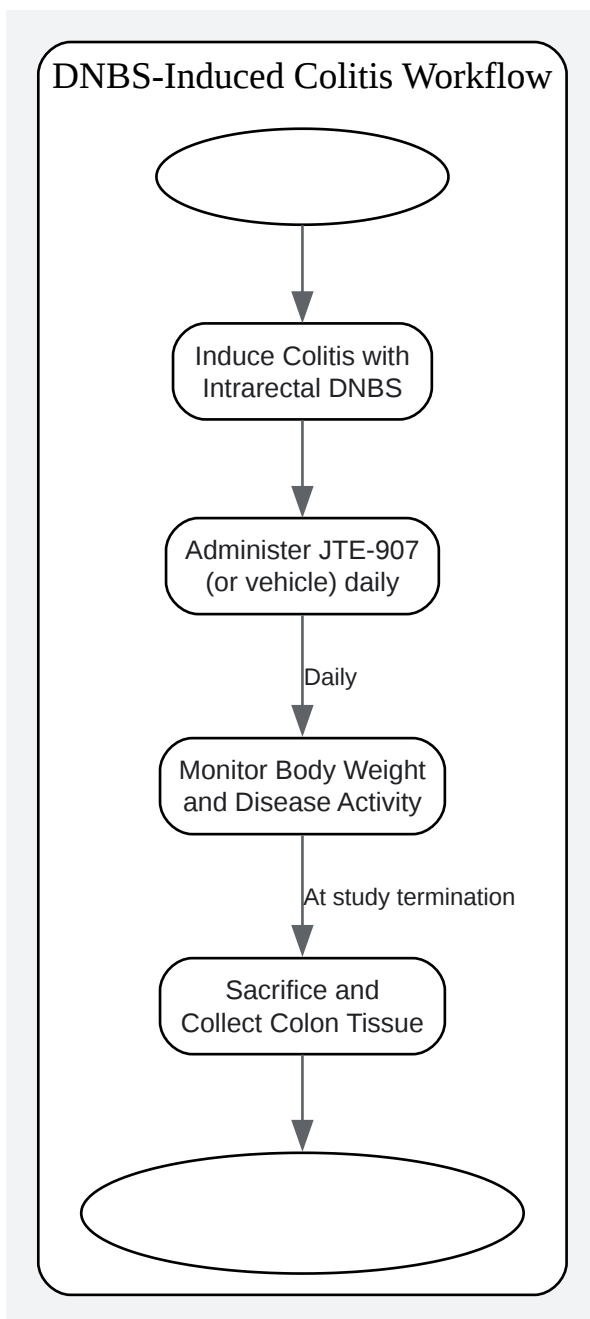 DNBS-Induced Colitis Workflow
Induce Colitis with
Intrarectal DNBS
Administer JTE-907
(or vehicle) daily
Daily
Monitor Body Weight
and Disease Activity
At study termination
Sacrifice and
Collect Colon Tissue